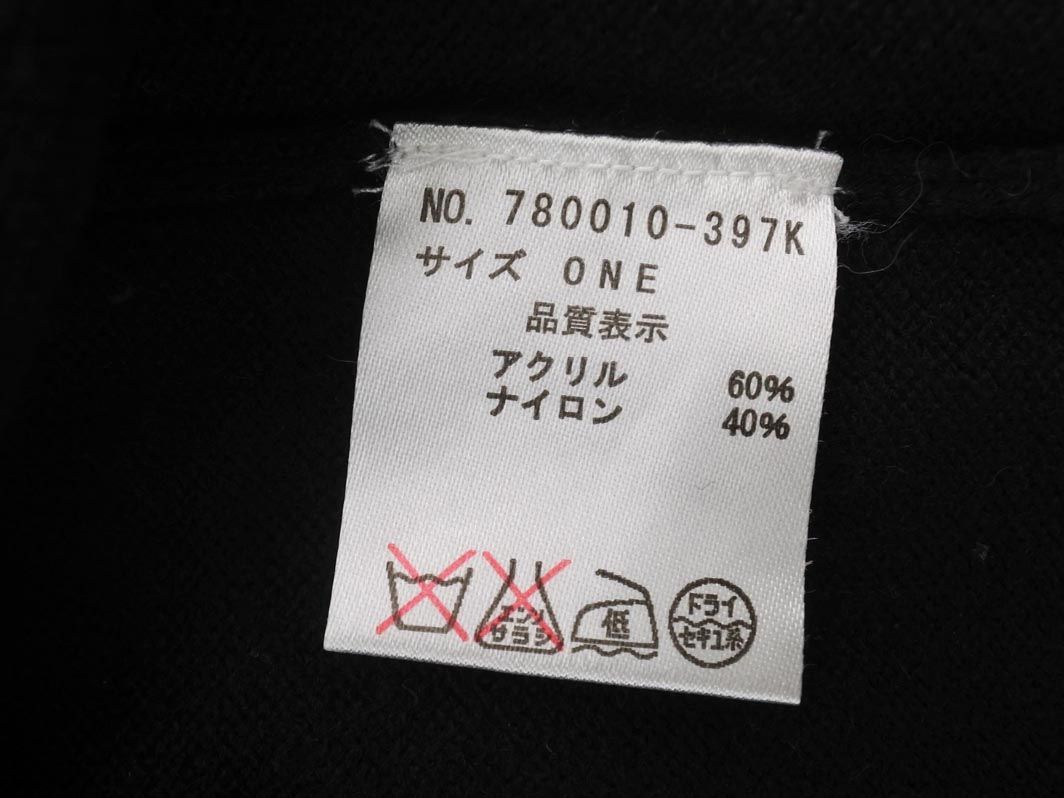 NO. 780010-397K
サイズ ONE
品質表示
アクリル 60%
ナイロン 40%
エンソ
サラシ
低
ドライ
セキユ系